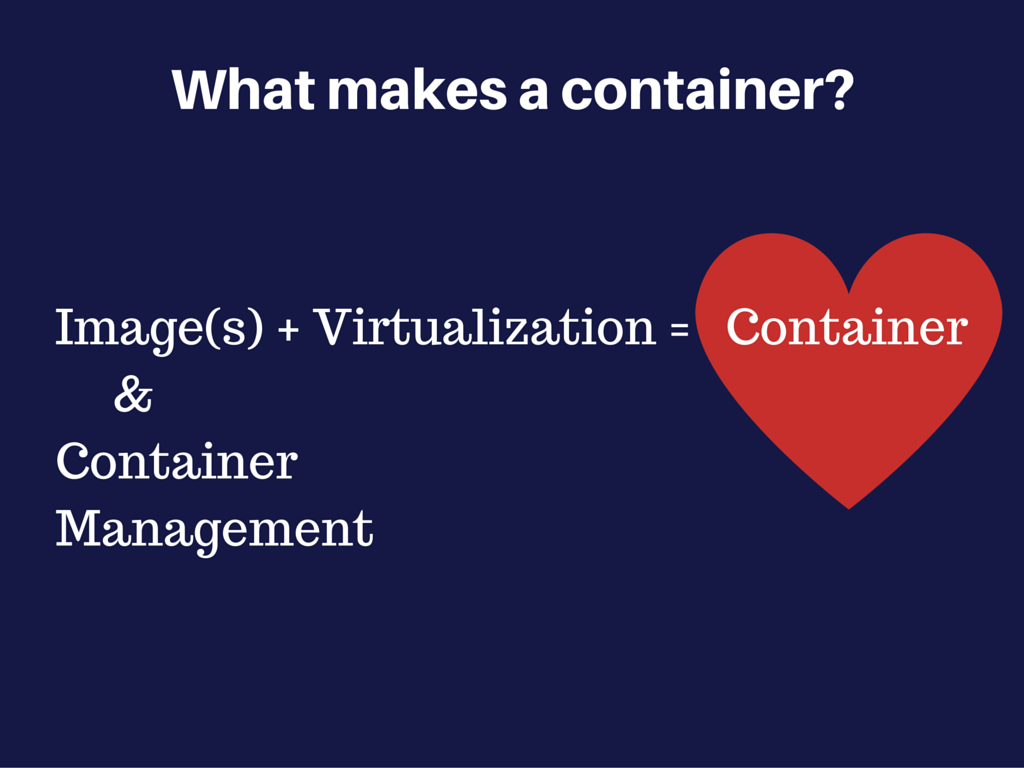 What makes a container?
Image(s) + Virtualization = Container
&
Container
Management